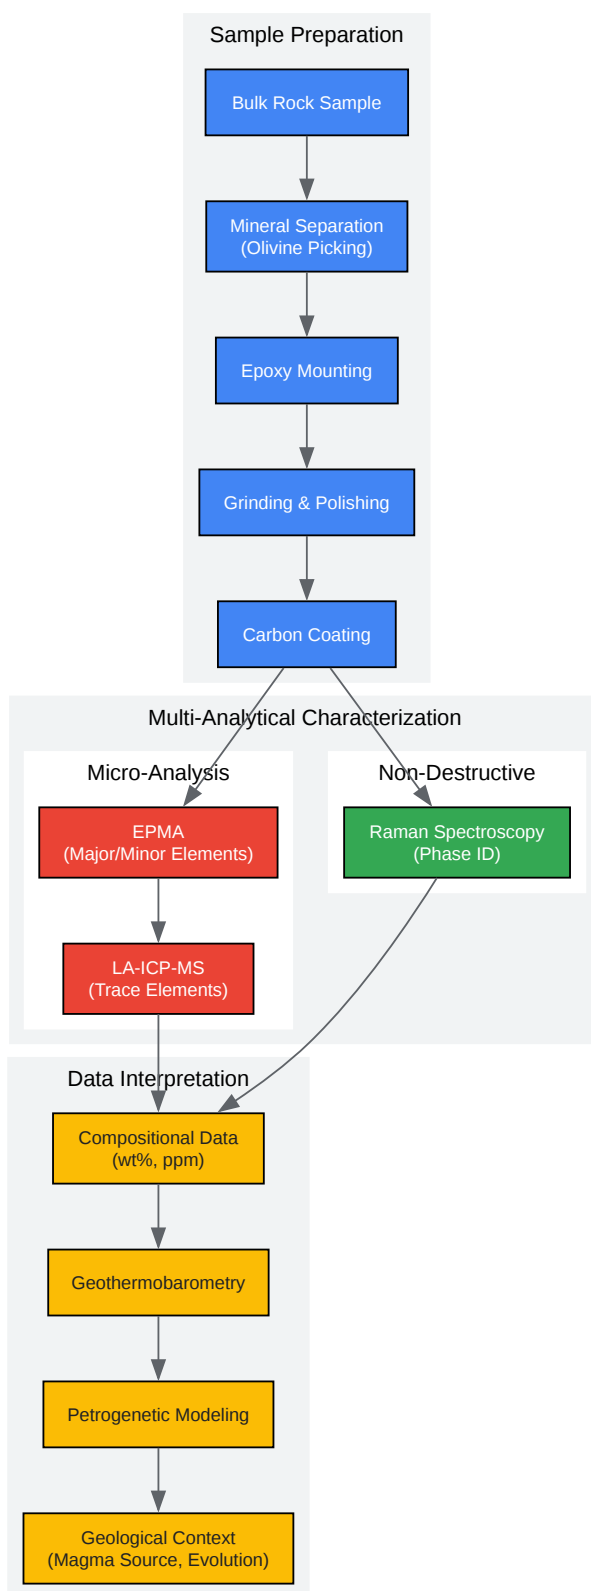 Sample Preparation
Bulk Rock Sample
Mineral Separation
(Olivine Picking)
Epoxy Mounting
Grinding & Polishing
Carbon Coating
Multi-Analytical Characterization
Micro-Analysis
Non-Destructive
EPMA
(Major/Minor Elements)
Raman Spectroscopy
(Phase ID)
LA-ICP-MS
(Trace Elements)
Data Interpretation
Compositional Data
(wt%, ppm)
Geothermobarometry
Petrogenetic Modeling
Geological Context
(Magma Source, Evolution)